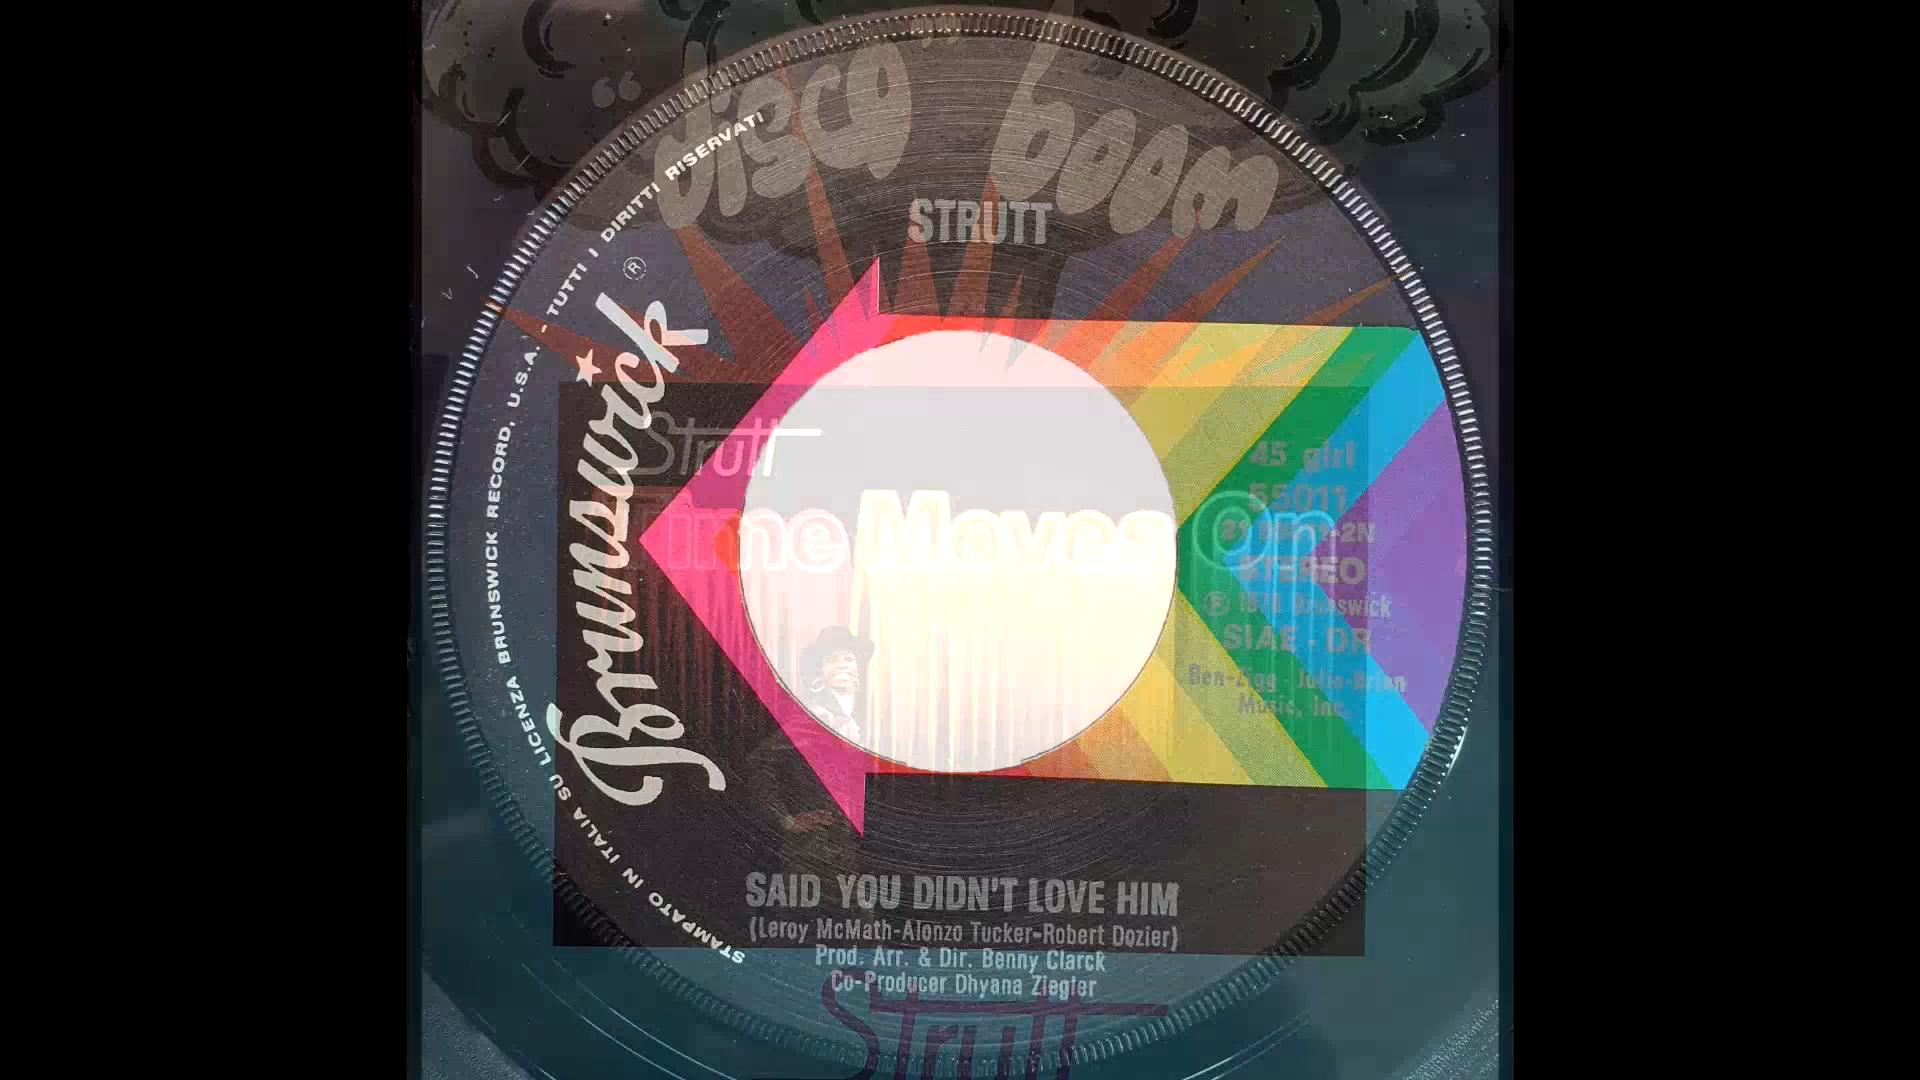 "disco" boom
STRUTT
STAMPATO IN ITALIA SU LICENZA BRUNSWICK RECORD, U.S.A. - TUTTI I DIRITTI RISERVATI
Brunswick
®
Strutt
Time Moves On
45 giri
55011
STEREO
Ⓟ Brunswick
SIAE - DR
Ben-Zigg - Julie-Brian
Music, Inc.
SAID YOU DIDN'T LOVE HIM
(Leroy McMath-Alonzo Tucker-Robert Dozier)
Prod. Arr. & Dir. Benny Clarck
Co-Producer Dhyana Ziegler
Strutt